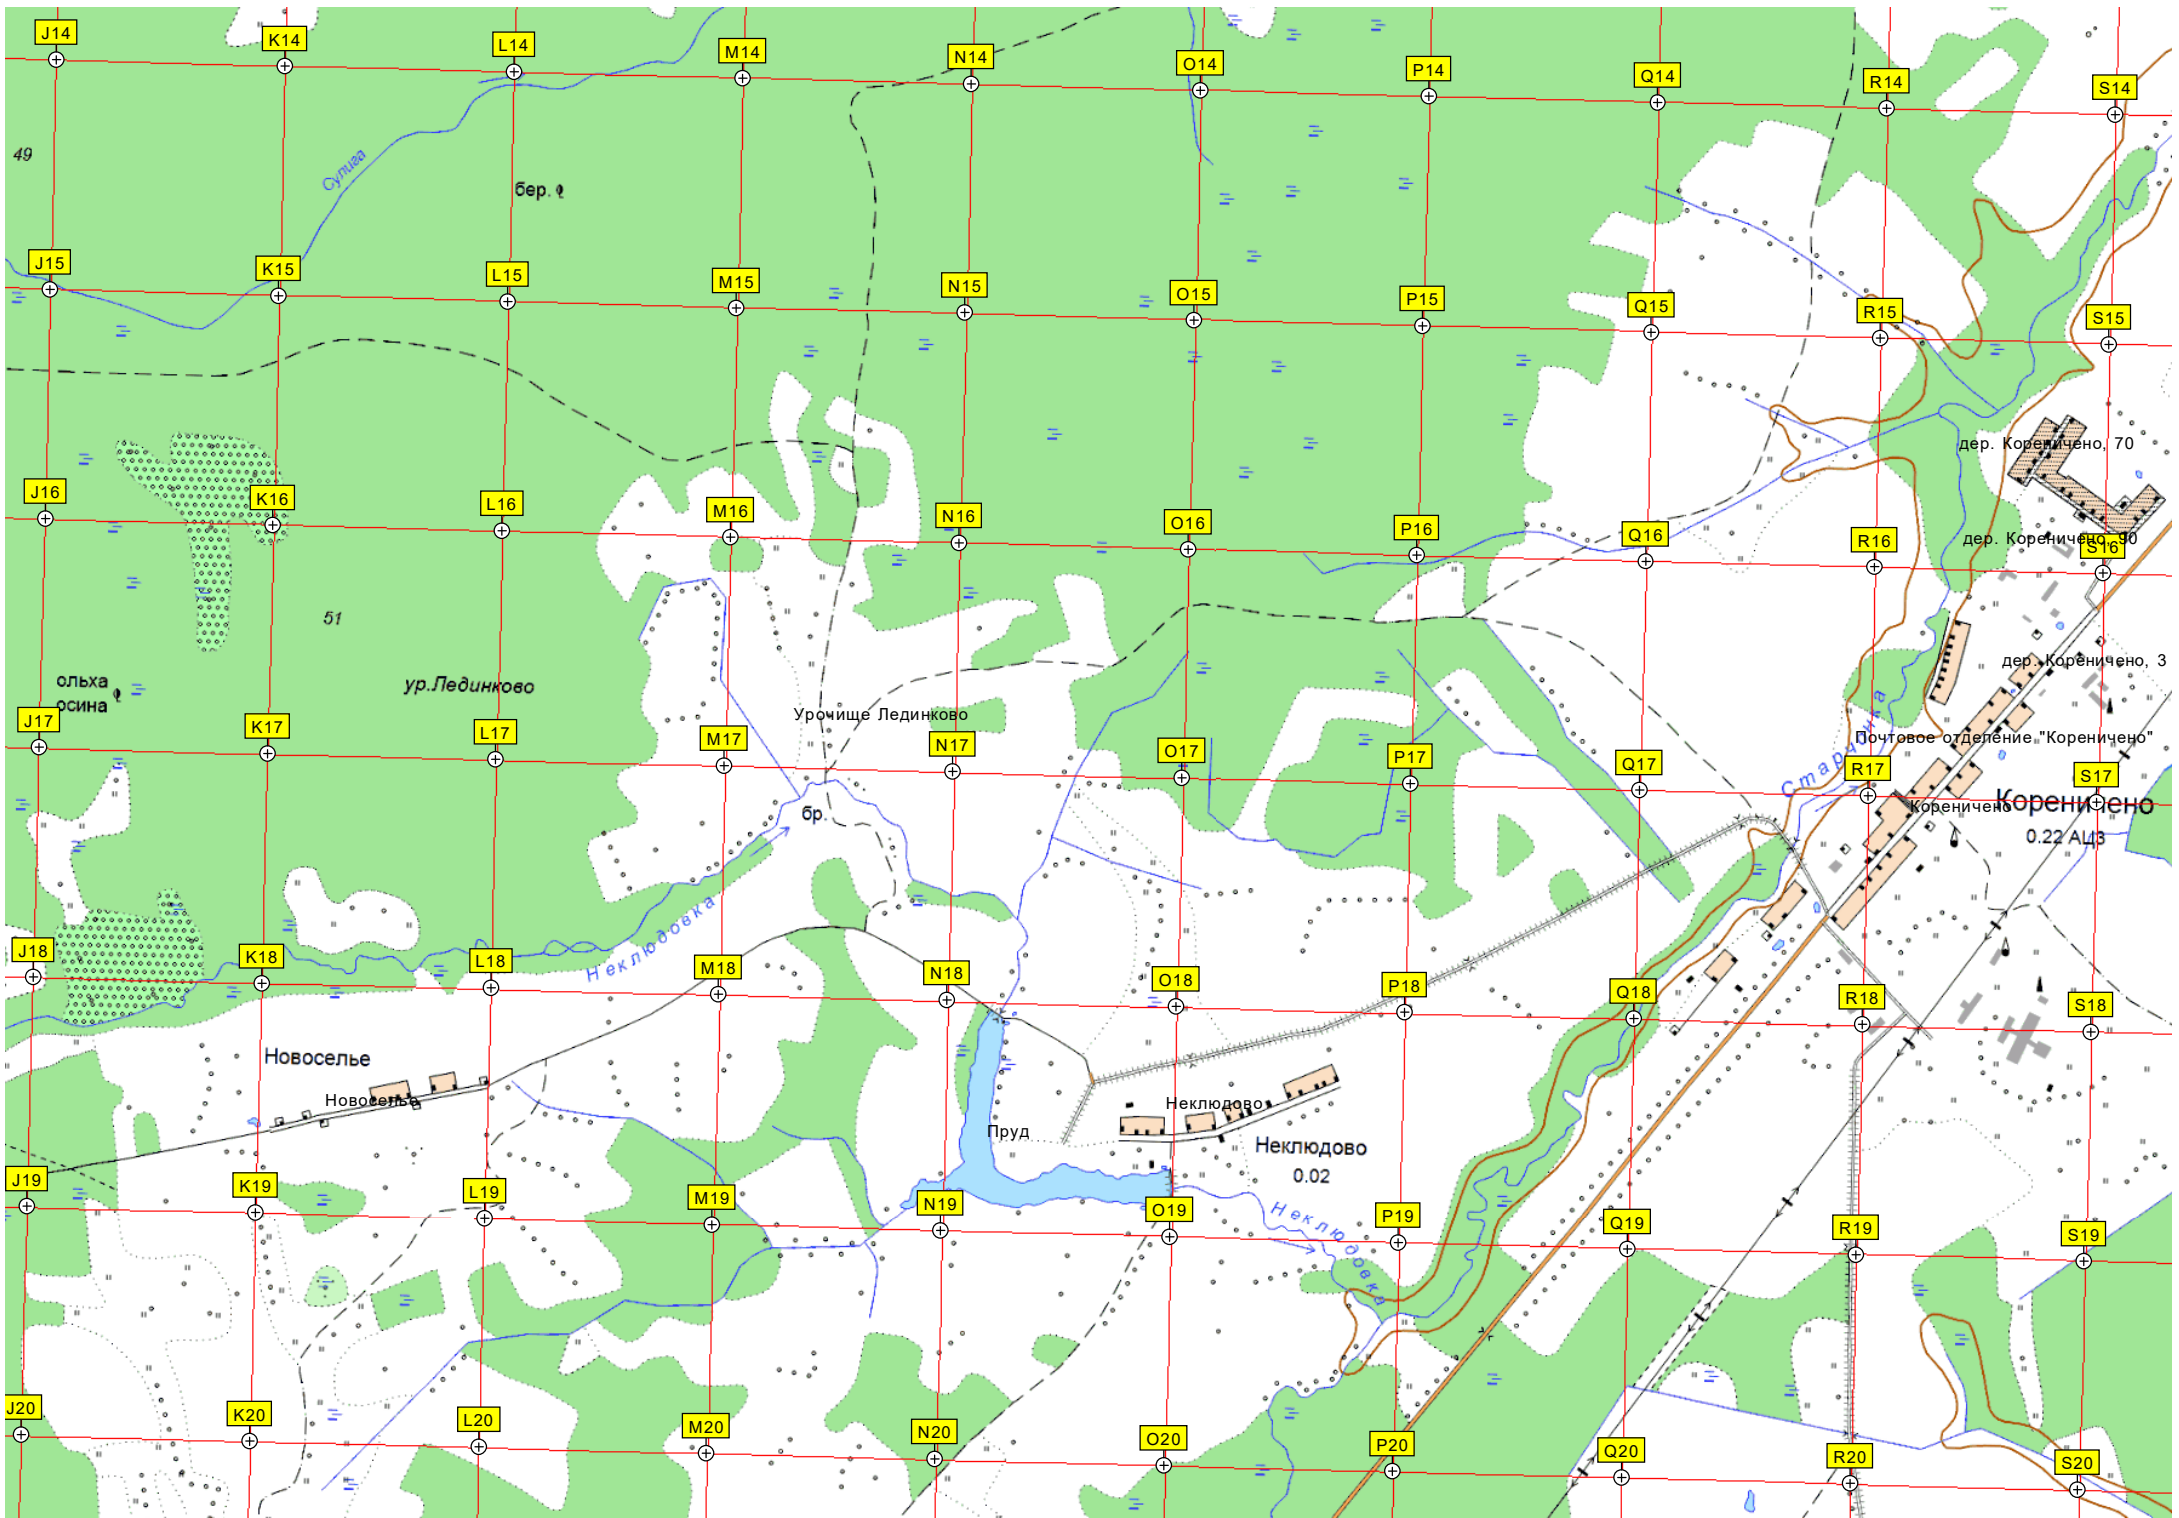 J14
K14
L14
M14
N14
O14
P14
Q14
R14
S14
49
Сулига
бер.
J15
K15
L15
M15
N15
O15
P15
Q15
R15
S15
дер. Кореничено, 70
J16
K16
L16
M16
N16
O16
P16
Q16
R16
S16
дер. Кореничено, 90
51
дер. Кореничено, 3
ольха
осина
ур.Лединково
Урочище Лединково
Старчинка
Почтовое отделение "Кореничено"
J17
K17
L17
M17
N17
O17
P17
Q17
R17
S17
Кореничено
Кореничено
0.22 АЦЗ
бр.
Неклюдовка
J18
K18
L18
M18
N18
O18
P18
Q18
R18
S18
Новоселье
Новоселье
Неклюдово
Пруд
Неклюдово
0.02
J19
K19
L19
M19
N19
O19
P19
Q19
R19
S19
Неклюдовка
J20
K20
L20
M20
N20
O20
P20
Q20
R20
S20